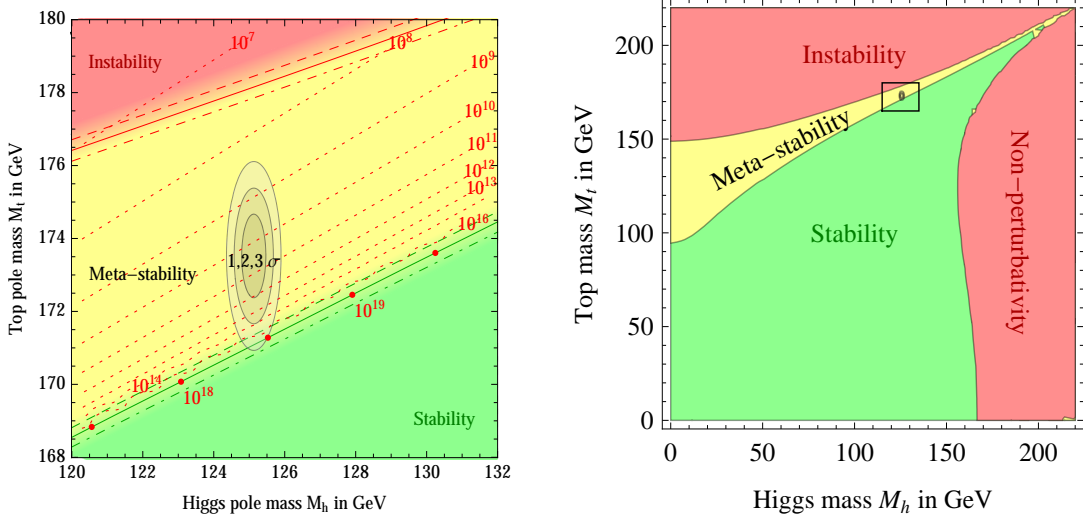 180
178
176
174
172
170
168
Top pole mass M_t in GeV
Instability
10^7
10^8
10^9
10^10
10^11
10^12
10^13
10^16
1,2,3 σ
Meta−stability
10^19
10^14
10^18
Stability
120 122 124 126 128 130 132
Higgs pole mass M_h in GeV
200
150
100
50
0
Top mass M_t in GeV
Instability
0
Meta−stability
Stability
Non−perturbativity
0 50 100 150 200
Higgs mass M_h in GeV